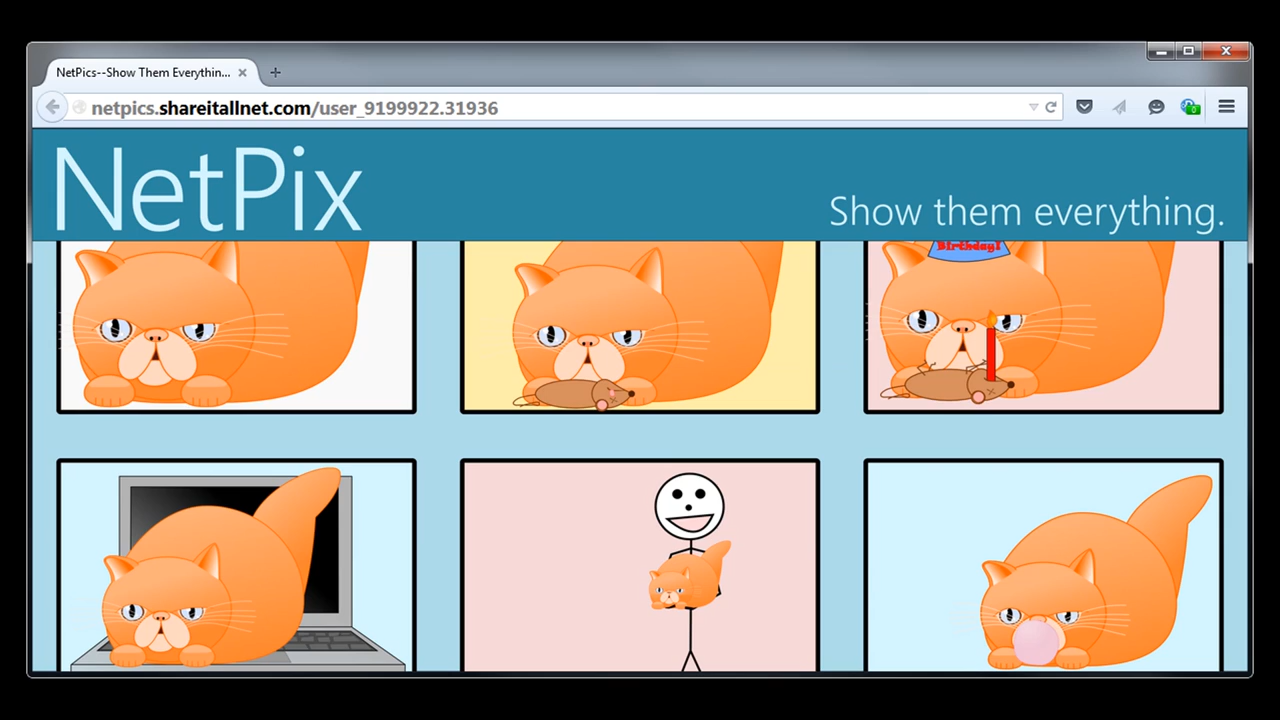 NetPics--Show Them Everythin...
netpics.shareitallnet.com/user_9199922.31936
NetPix
Show them everything.
Birthday!